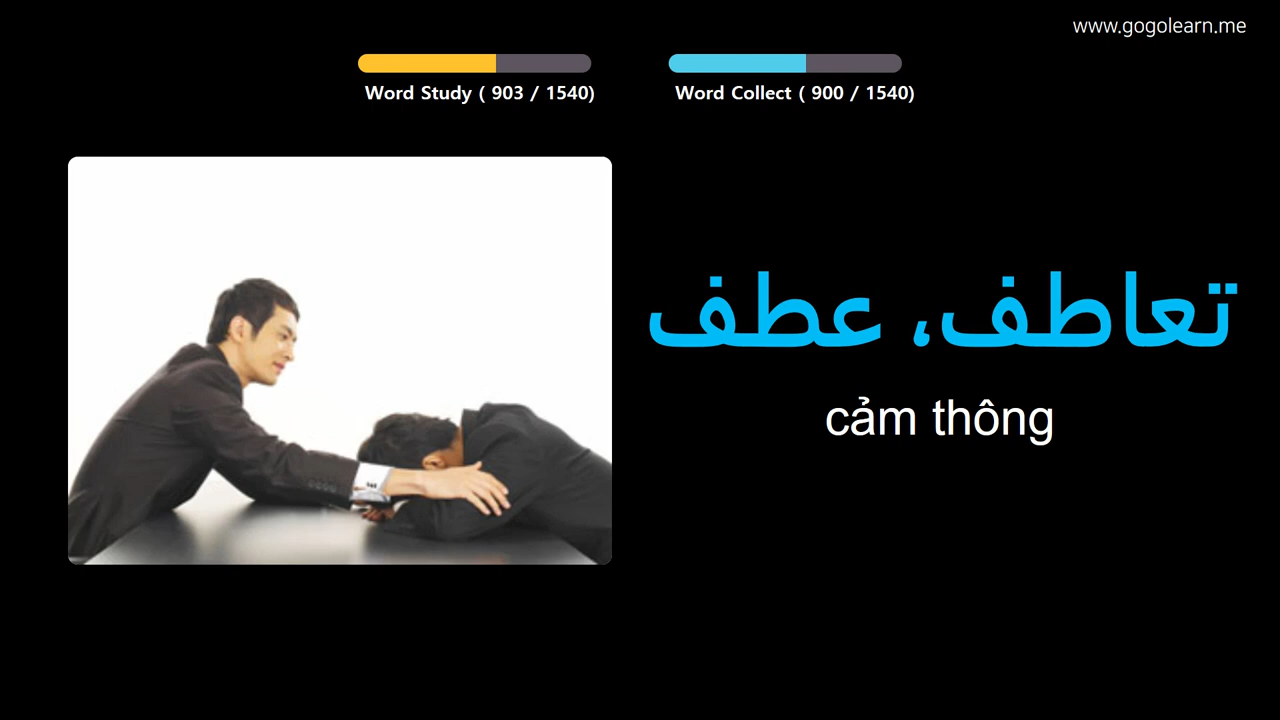 www.gogolearn.me
Word Study ( 903 / 1540)
Word Collect ( 900 / 1540)
تعاطف، عطف
cảm thông